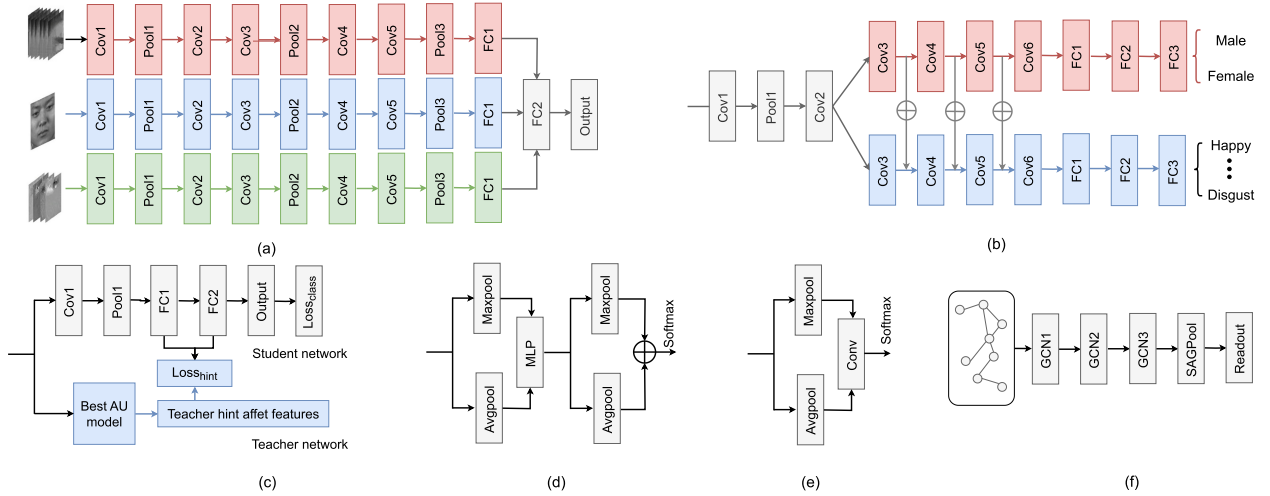 Cov1 Pool1 Cov2 Cov3 Pool2 Cov4 Cov5 Pool3 FC1
Cov1 Pool1 Cov2 Cov3 Pool2 Cov4 Cov5 Pool3 FC1 FC2 Output
Cov1 Pool1 Cov2 Cov3 Pool2 Cov4 Cov5 Pool3 FC1
(a)
Cov1 Pool1 Cov2
Cov3 Cov4 Cov5 Cov6 FC1 FC2 FC3
Male
Female
Cov3 Cov4 Cov5 Cov6 FC1 FC2 FC3
Happy
Disgust
(b)
Cov1 Pool1 FC1 FC2 Output Loss_class
Student network
Loss_hint
Best AU
model
Teacher hint affet features
Teacher network
(c)
Maxpool
Avgpool
MLP
Maxpool
Avgpool
Softmax
(d)
Maxpool
Avgpool
Conv
Softmax
(e)
GCN1 GCN2 GCN3 SAGPool Readout
(f)